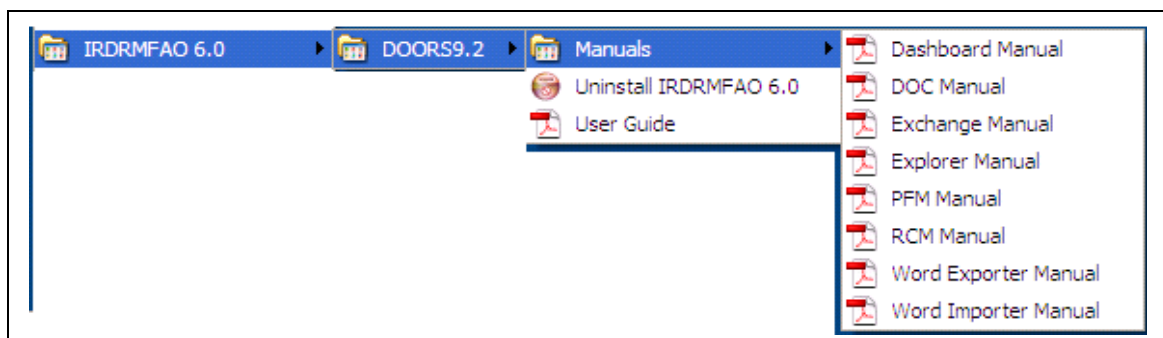 IRDRMFAO 6.0
DOORS9.2
Manuals
Uninstall IRDRMFAO 6.0
User Guide
Dashboard Manual
DOC Manual
Exchange Manual
Explorer Manual
PFM Manual
RCM Manual
Word Exporter Manual
Word Importer Manual